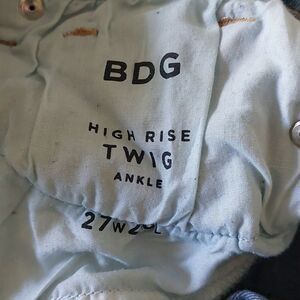 BDG
HIGH RISE
TWIG
ANKLE
27W